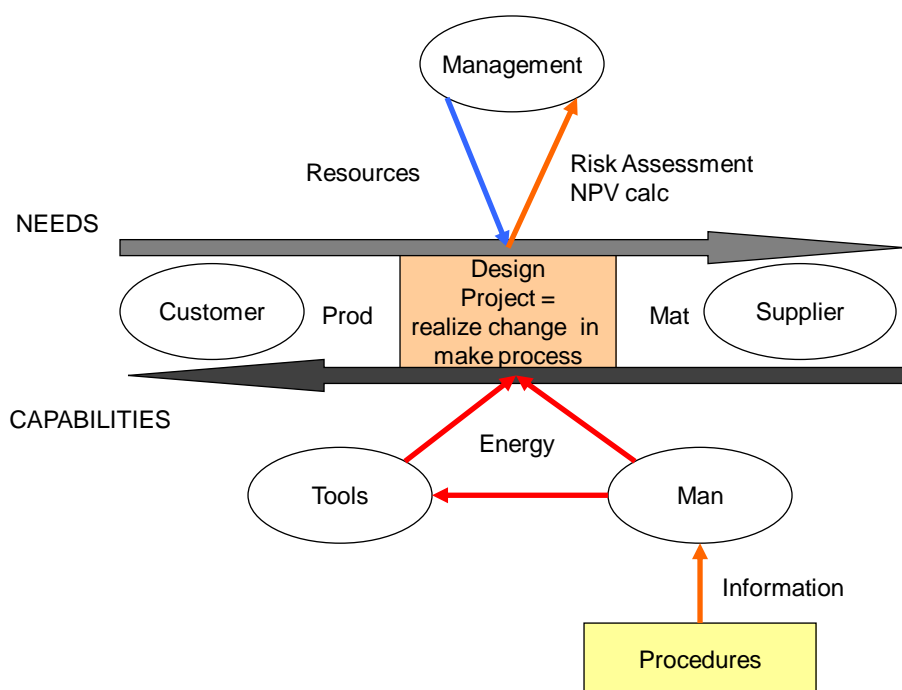 Management
Resources
Risk Assessment
NPV calc
NEEDS
Customer
Prod
Design
Project =
realize change in
make process
Mat
Supplier
CAPABILITIES
Energy
Tools
Man
Information
Procedures